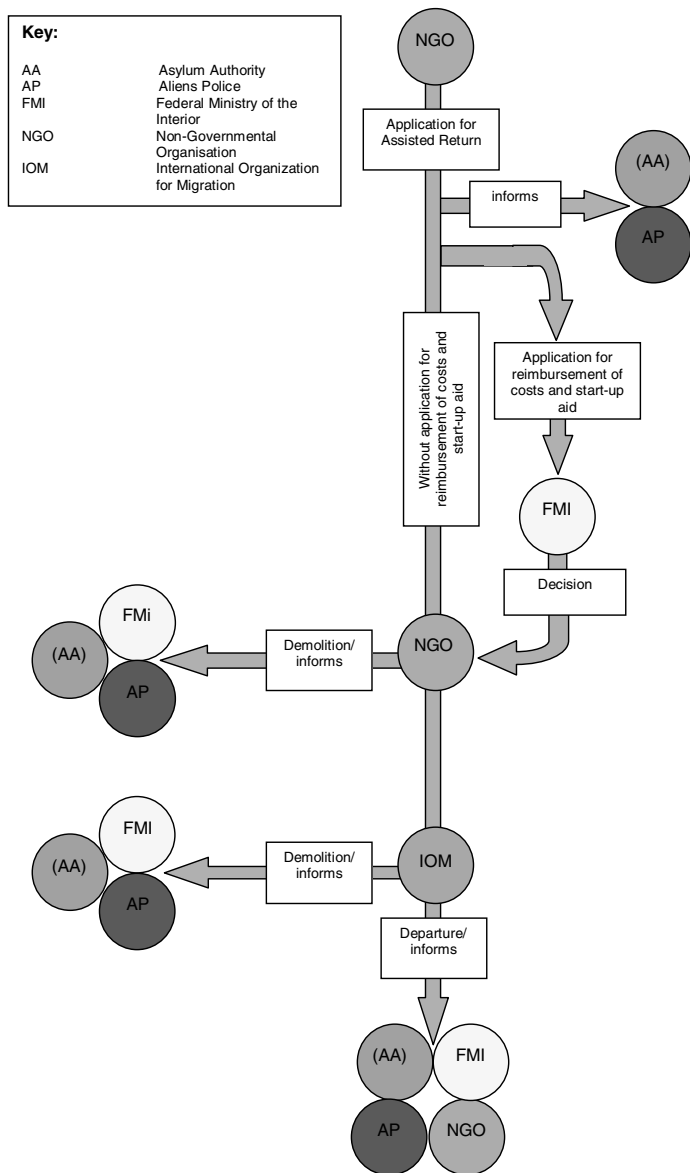 Key:
AA Asylum Authority
AP Aliens Police
FMI Federal Ministry of the
Interior
NGO Non-Governmental
Organisation
IOM International Organization
for Migration
NGO
Application for
Assisted Return
informs
(AA)
AP
Without application for
reimbursement of costs and
start-up aid
Application for
reimbursement of
costs and start-up
aid
FMI
Decision
FMi
(AA)
AP
Demolition/
informs
NGO
FMI
(AA)
AP
Demolition/
informs
IOM
Departure/
informs
(AA)
FMI
AP
NGO